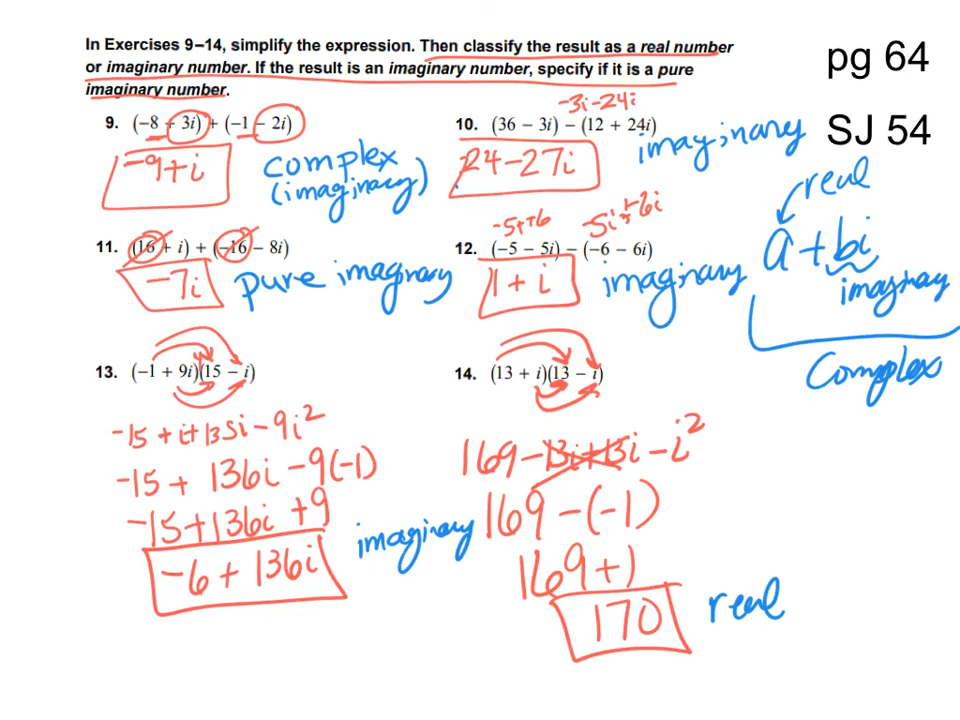 In Exercises 9–14, simplify the expression. Then classify the result as a real number
or imaginary number. If the result is an imaginary number, specify if it is a pure
imaginary number.
pg 64
SJ 54
9. (−8 + 3i) + (−1 − 2i)
−9+i
complex
(imaginary)
−3i−24i
10. (36 − 3i) − (12 + 24i)
24−27i
imaginary
real
a+bi
imaginary
Complex
11. (16 + i) + (−16 − 8i)
−7i
pure imaginary
−5+6
−5i+6i
12. (−5 − 5i) − (−6 − 6i)
1+i
imaginary
13. (−1 + 9i)(15 − i)
−15+i+135i−9i²
−15+136i−9(−1)
−15+136i+9
−6+136i
imaginary
14. (13 + i)(13 − i)
169−13i+13i−i²
169−(−1)
169+1
170
real